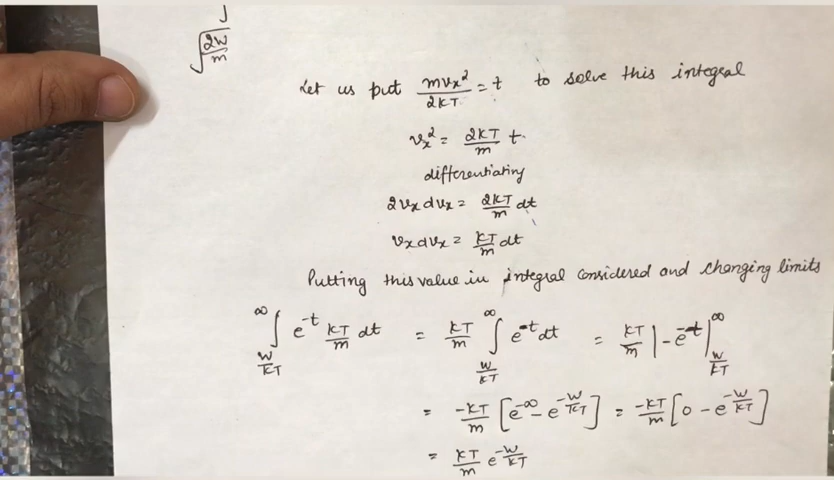 ∫
√(2W/m)
Let us put mvx²/2KT = t to solve this integral
vx² = 2KT/m t.
differentiating
2vx dvx = 2KT/m dt
vx dvx = KT/m dt
Putting this value in integral considered and changing limits
∫_{W/KT}^{∞} e^{-t} KT/m dt = KT/m ∫_{W/KT}^{∞} e^{-t} dt = KT/m |-e^{-t}|_{W/KT}^{∞}
= -KT/m [e^{-∞} - e^{-W/KT}] = -KT/m [0 - e^{-W/KT}]
= KT/m e^{-W/KT}